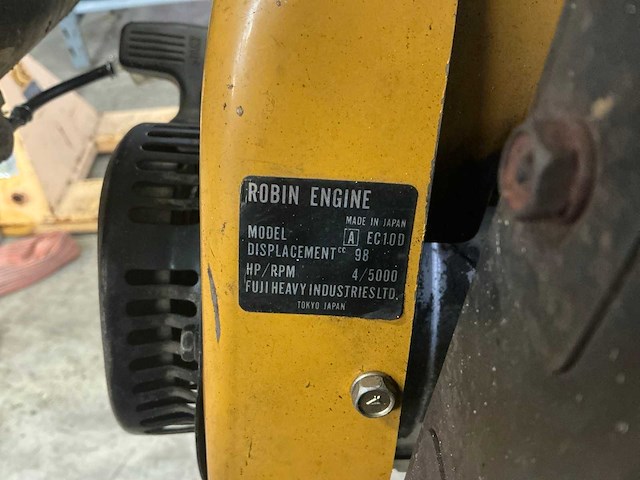 ROBIN ENGINE
MADE IN JAPAN
MODEL A EC10D
DISPLACEMENT cc 98
HP/RPM 4/5000
FUJI HEAVY INDUSTRIES LTD.
TOKYO JAPAN